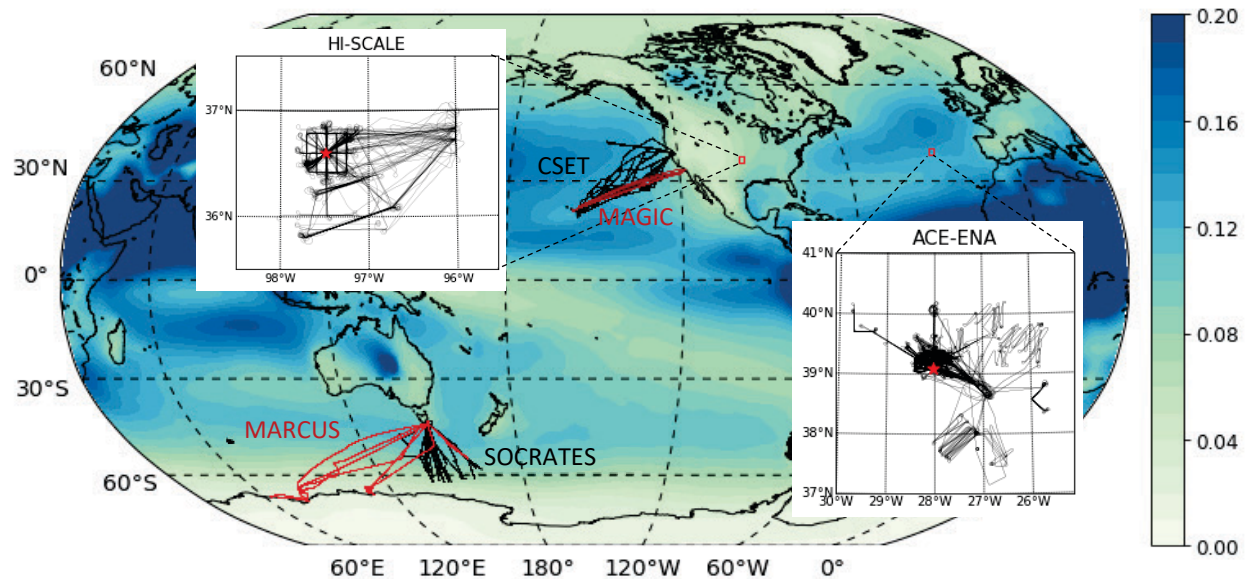 HI-SCALE
37°N
36°N
98°W 97°W 96°W
60°N
30°N
0°
30°S
60°S
CSET
MAGIC
ACE-ENA
41°N
40°N
39°N
38°N
37°N
30°W 29°W 28°W 27°W 26°W
MARCUS
SOCRATES
60°E 120°E 180° 120°W 60°W 0°
0.20
0.16
0.12
0.08
0.04
0.00